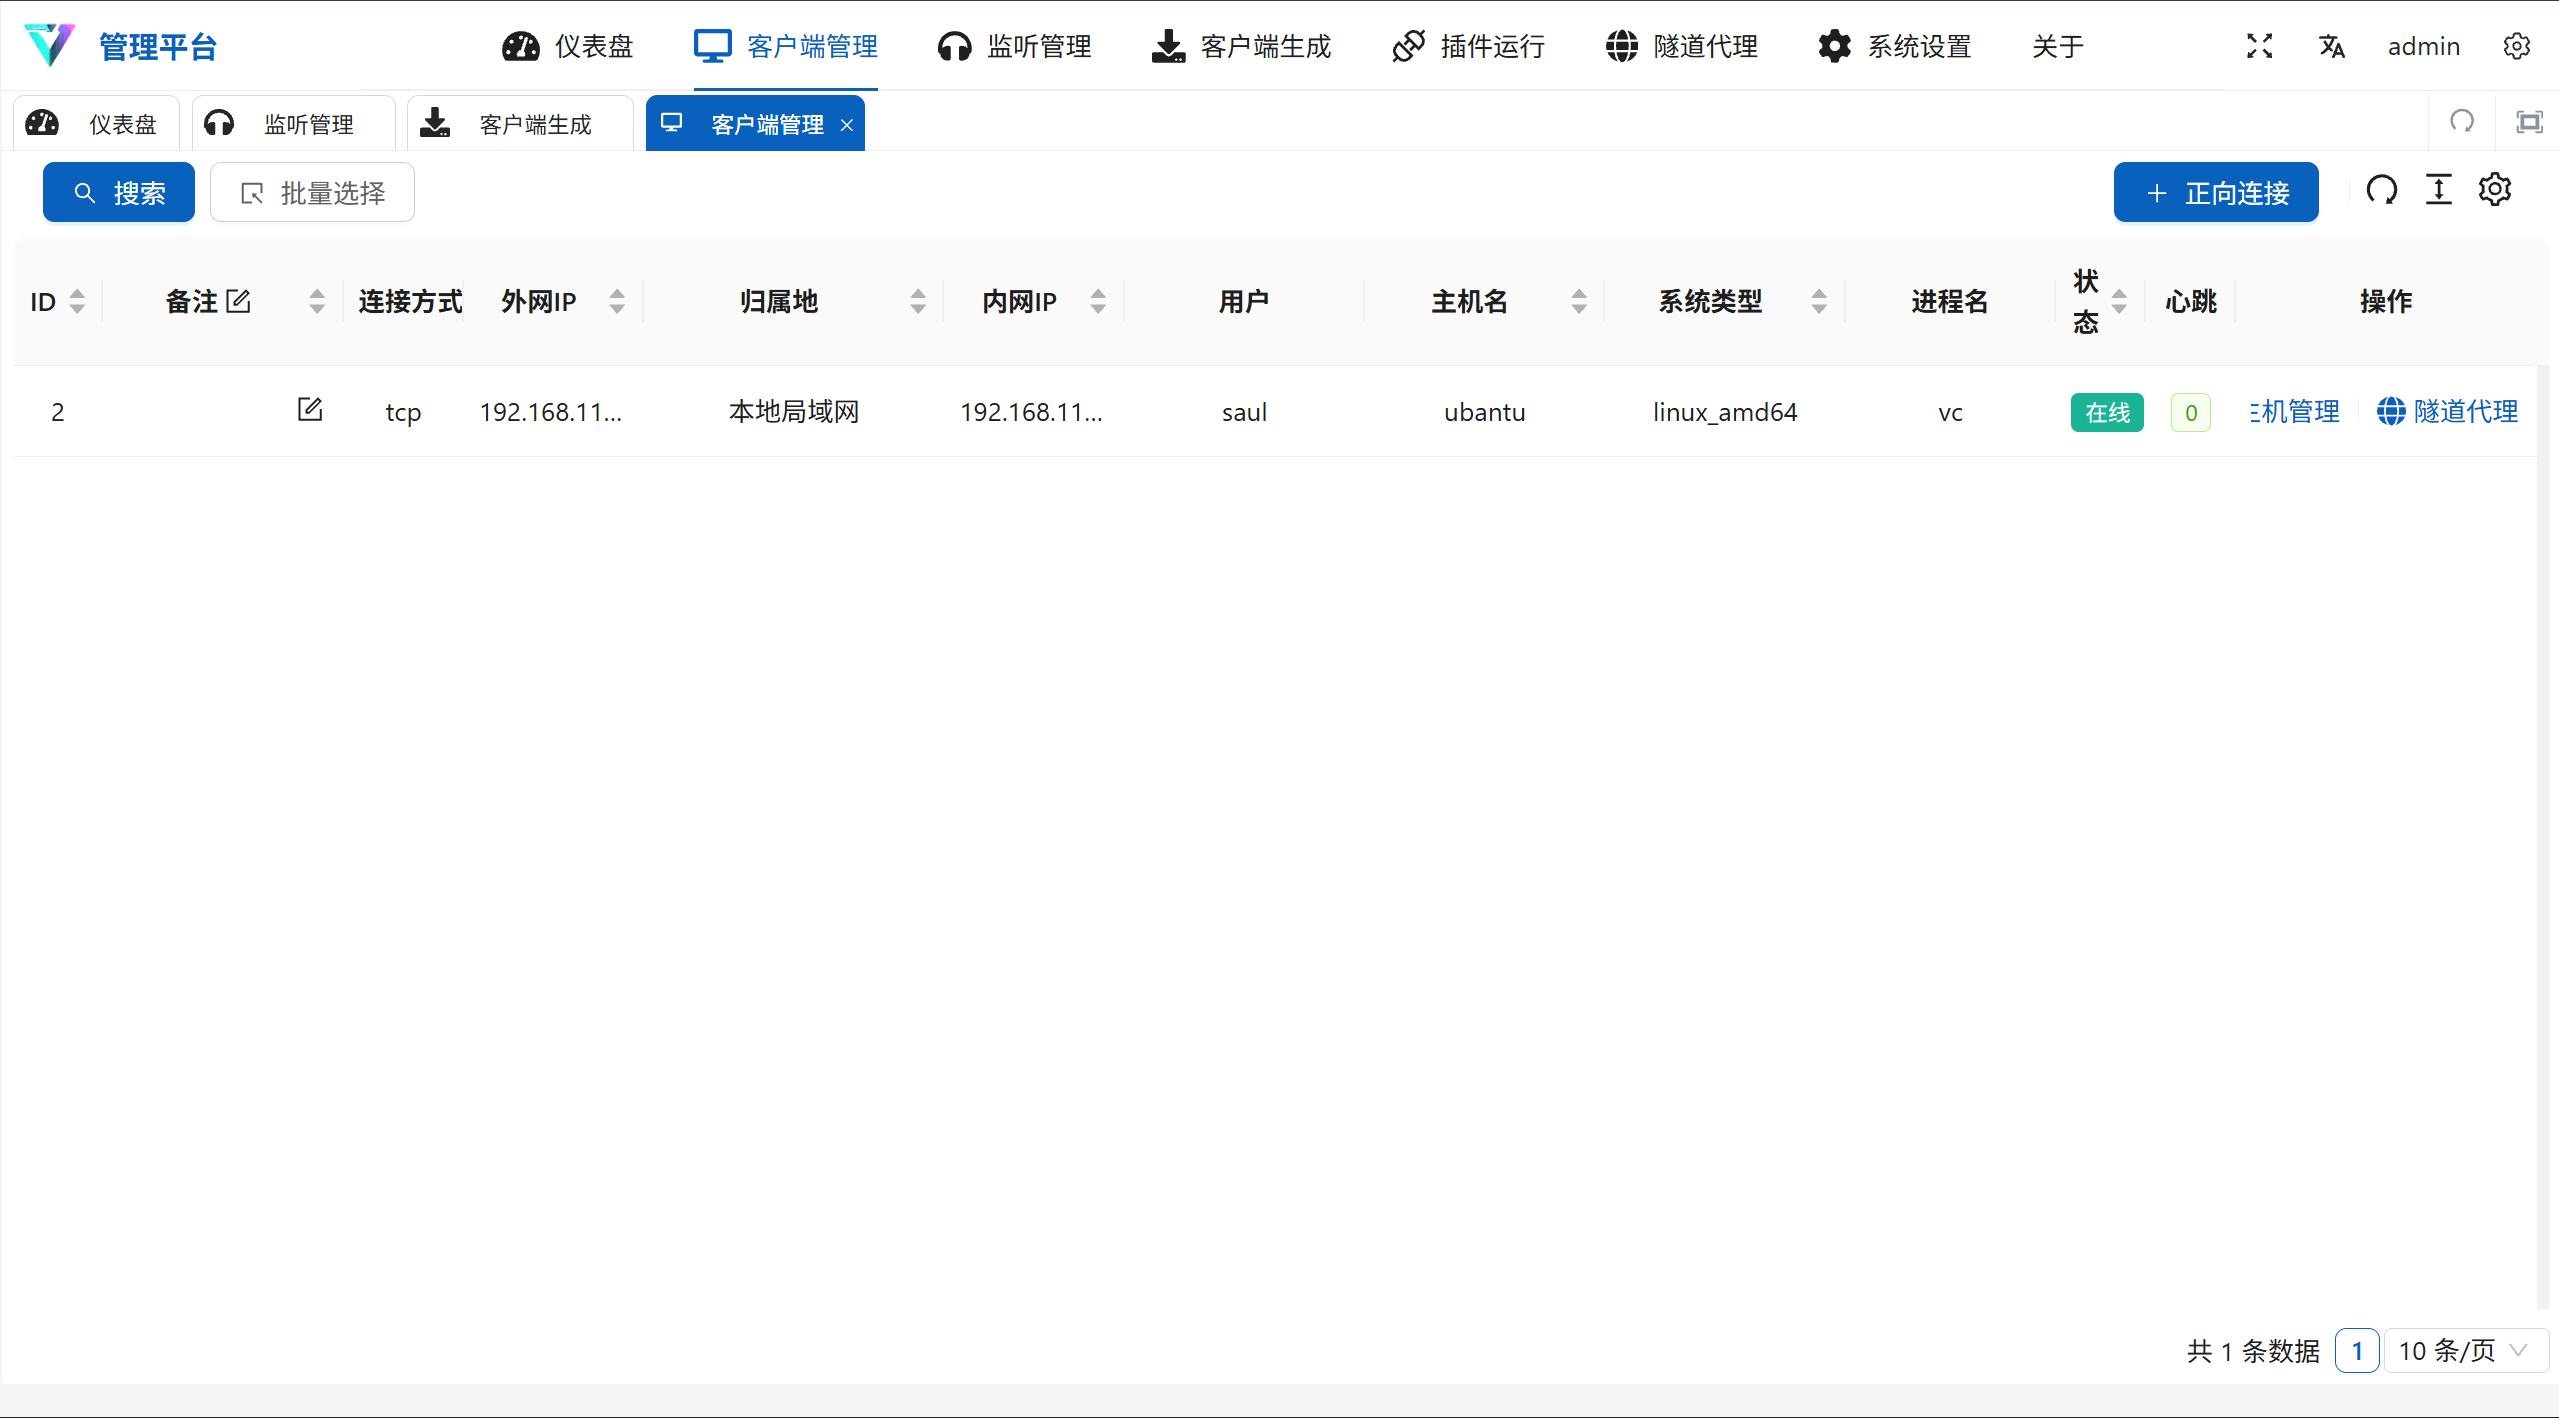 管理平台
仪表盘
客户端管理
监听管理
客户端生成
插件运行
隧道代理
系统设置
关于
admin
仪表盘
监听管理
客户端生成
客户端管理
搜索
批量选择
正向连接
ID
备注
连接方式
外网IP
归属地
内网IP
用户
主机名
系统类型
进程名
状态
心跳
操作
2
tcp
192.168.11...
本地局域网
192.168.11...
saul
ubantu
linux_amd64
vc
在线
0
机管理
隧道代理
共 1 条数据
1
10 条/页